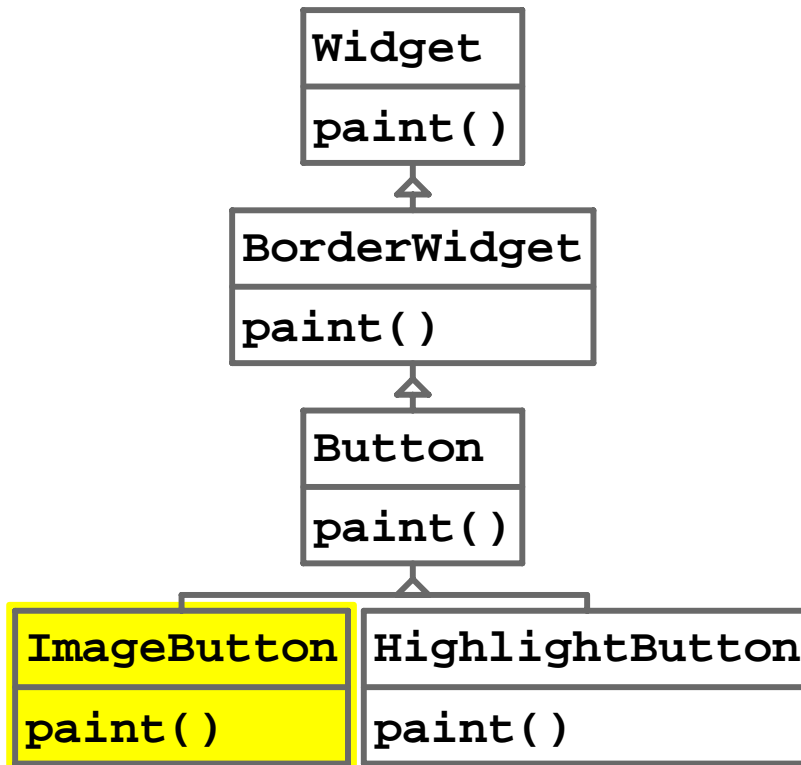 Widget
paint()
BorderWidget
paint()
Button
paint()
ImageButton
paint()
HighlightButton
paint()